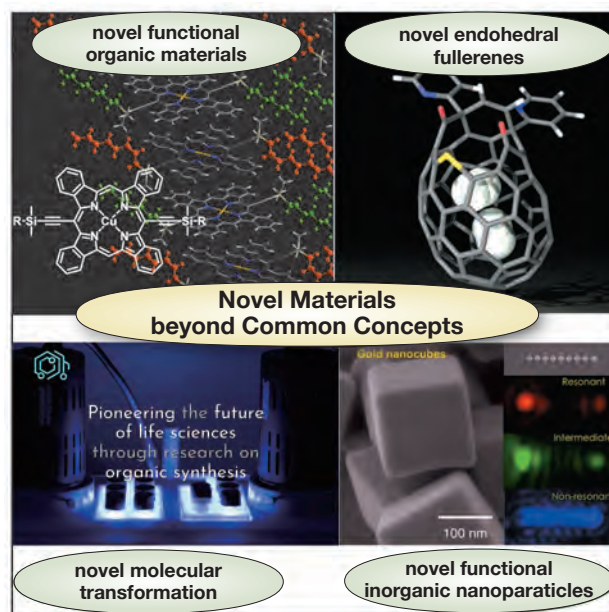 novel functional
organic materials
novel endohedral
fullerenes
R-Si
Cu
N
N
N
N
Si-R
Novel Materials
beyond Common Concepts
Gold nanocubes
Resonant
Pioneering the future
of life sciences
through research on
organic synthesis
Intermediate
Non-resonant
100 nm
novel molecular
transformation
novel functional
inorganic nanoparaticles